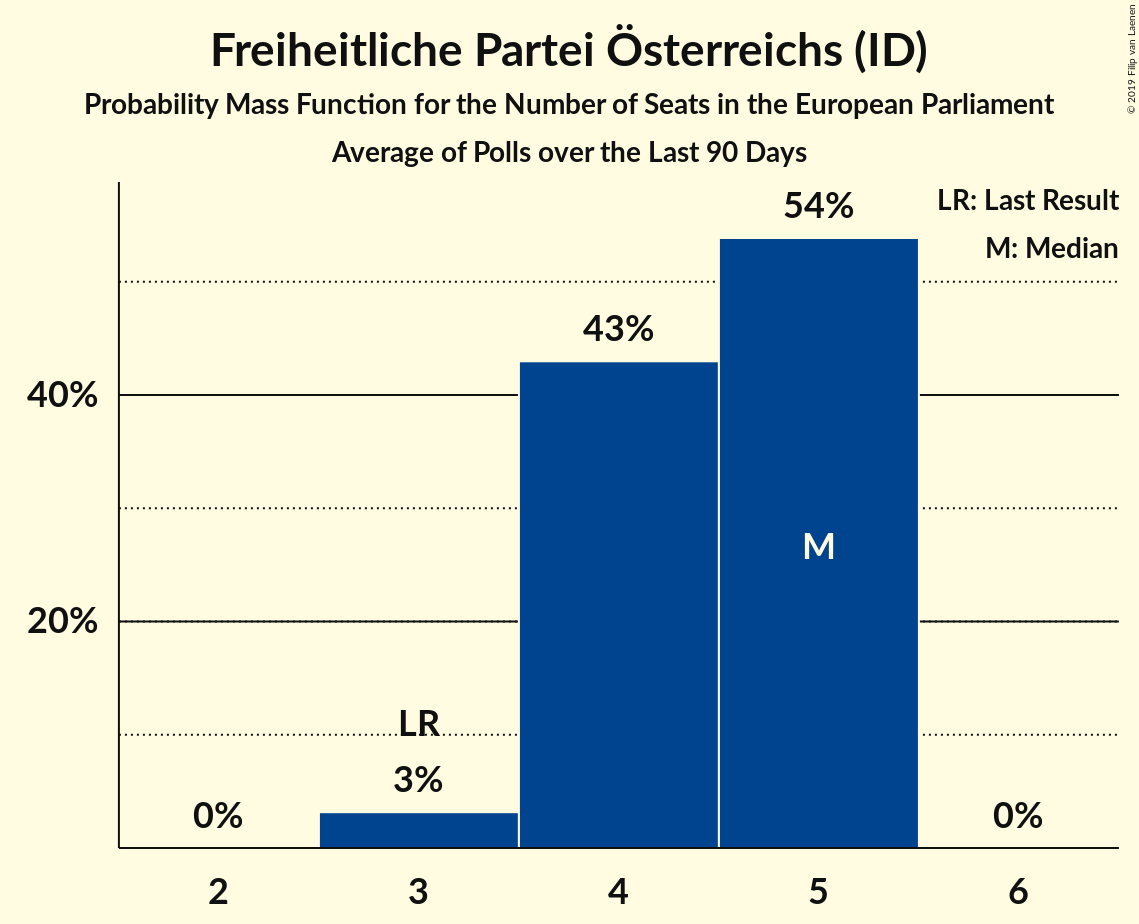 Freiheitliche Partei Österreichs (ID)
Probability Mass Function for the Number of Seats in the European Parliament
Average of Polls over the Last 90 Days
© 2019 Filip van Laenen
LR: Last Result
M: Median
54%
43%
40%
M
20%
LR
3%
0%
0%
2 3 4 5 6